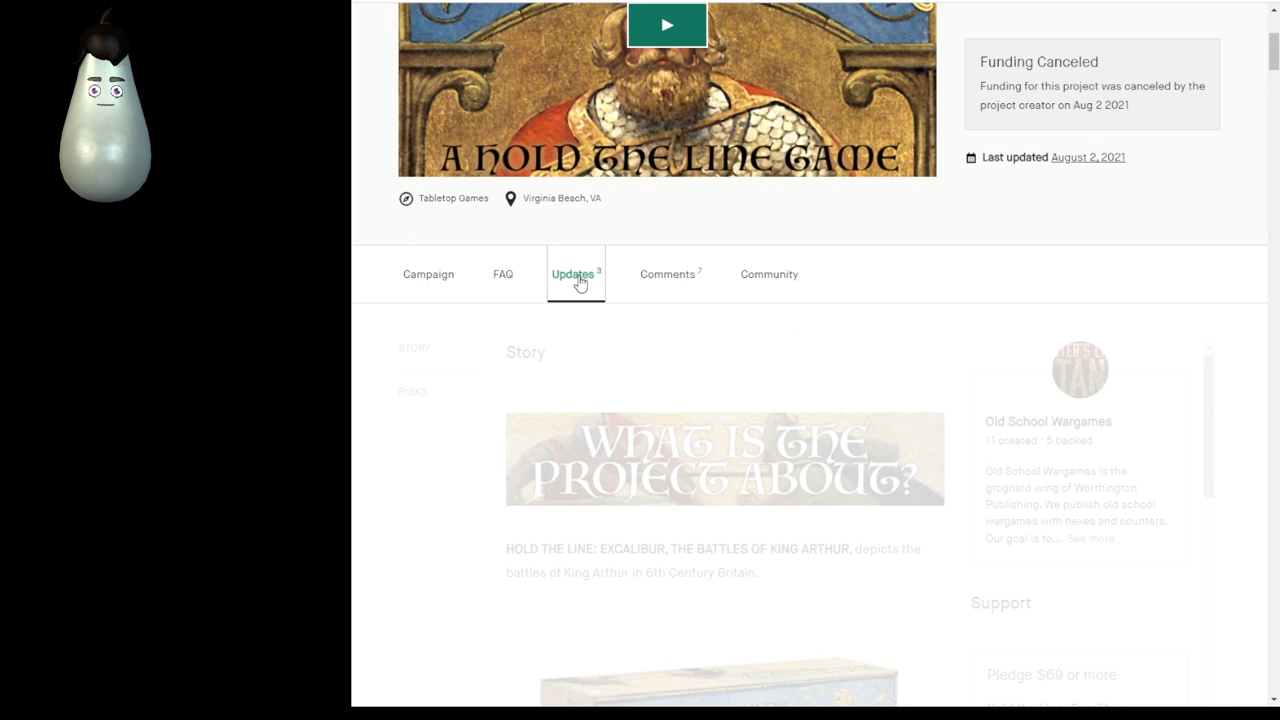 A HOLD THE LINE GAME
Funding Canceled
Funding for this project was canceled by the
project creator on Aug 2 2021
Last updated August 2, 2021
Tabletop Games
Virginia Beach, VA
Campaign
FAQ
Updates 3
Comments 7
Community
STORY
RISKS
Story
WHAT IS THE
PROJECT ABOUT?
HOLD THE LINE: EXCALIBUR, THE BATTLES OF KING ARTHUR, depicts the
battles of King Arthur in 6th Century Britain.
Old School Wargames
11 created · 5 backed
Old School Wargames is the
grognard wing of Worthington
Publishing. We publish old school
wargames with hexes and counters.
Our goal is to... See more
Support
Pledge $69 or more